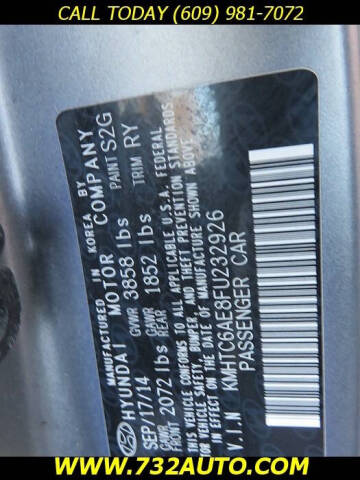 CALL TODAY (609) 981-7072
MANUFACTURED IN KOREA BY
HYUNDAI MOTOR COMPANY
SEP/17/14 GVWR 3858 lbs PAINT S2G
GAWR FRONT 2072 lbs GAWR REAR 1852 lbs TRIM RY
THIS VEHICLE CONFORMS TO ALL APPLICABLE U.S.A. FEDERAL
MOTOR VEHICLE SAFETY, BUMPER, AND THEFT PREVENTION STANDARDS
IN EFFECT ON THE DATE OF MANUFACTURE SHOWN ABOVE.
V.I.N KMHTC6AE8FU232926
PASSENGER CAR
WWW.732AUTO.COM